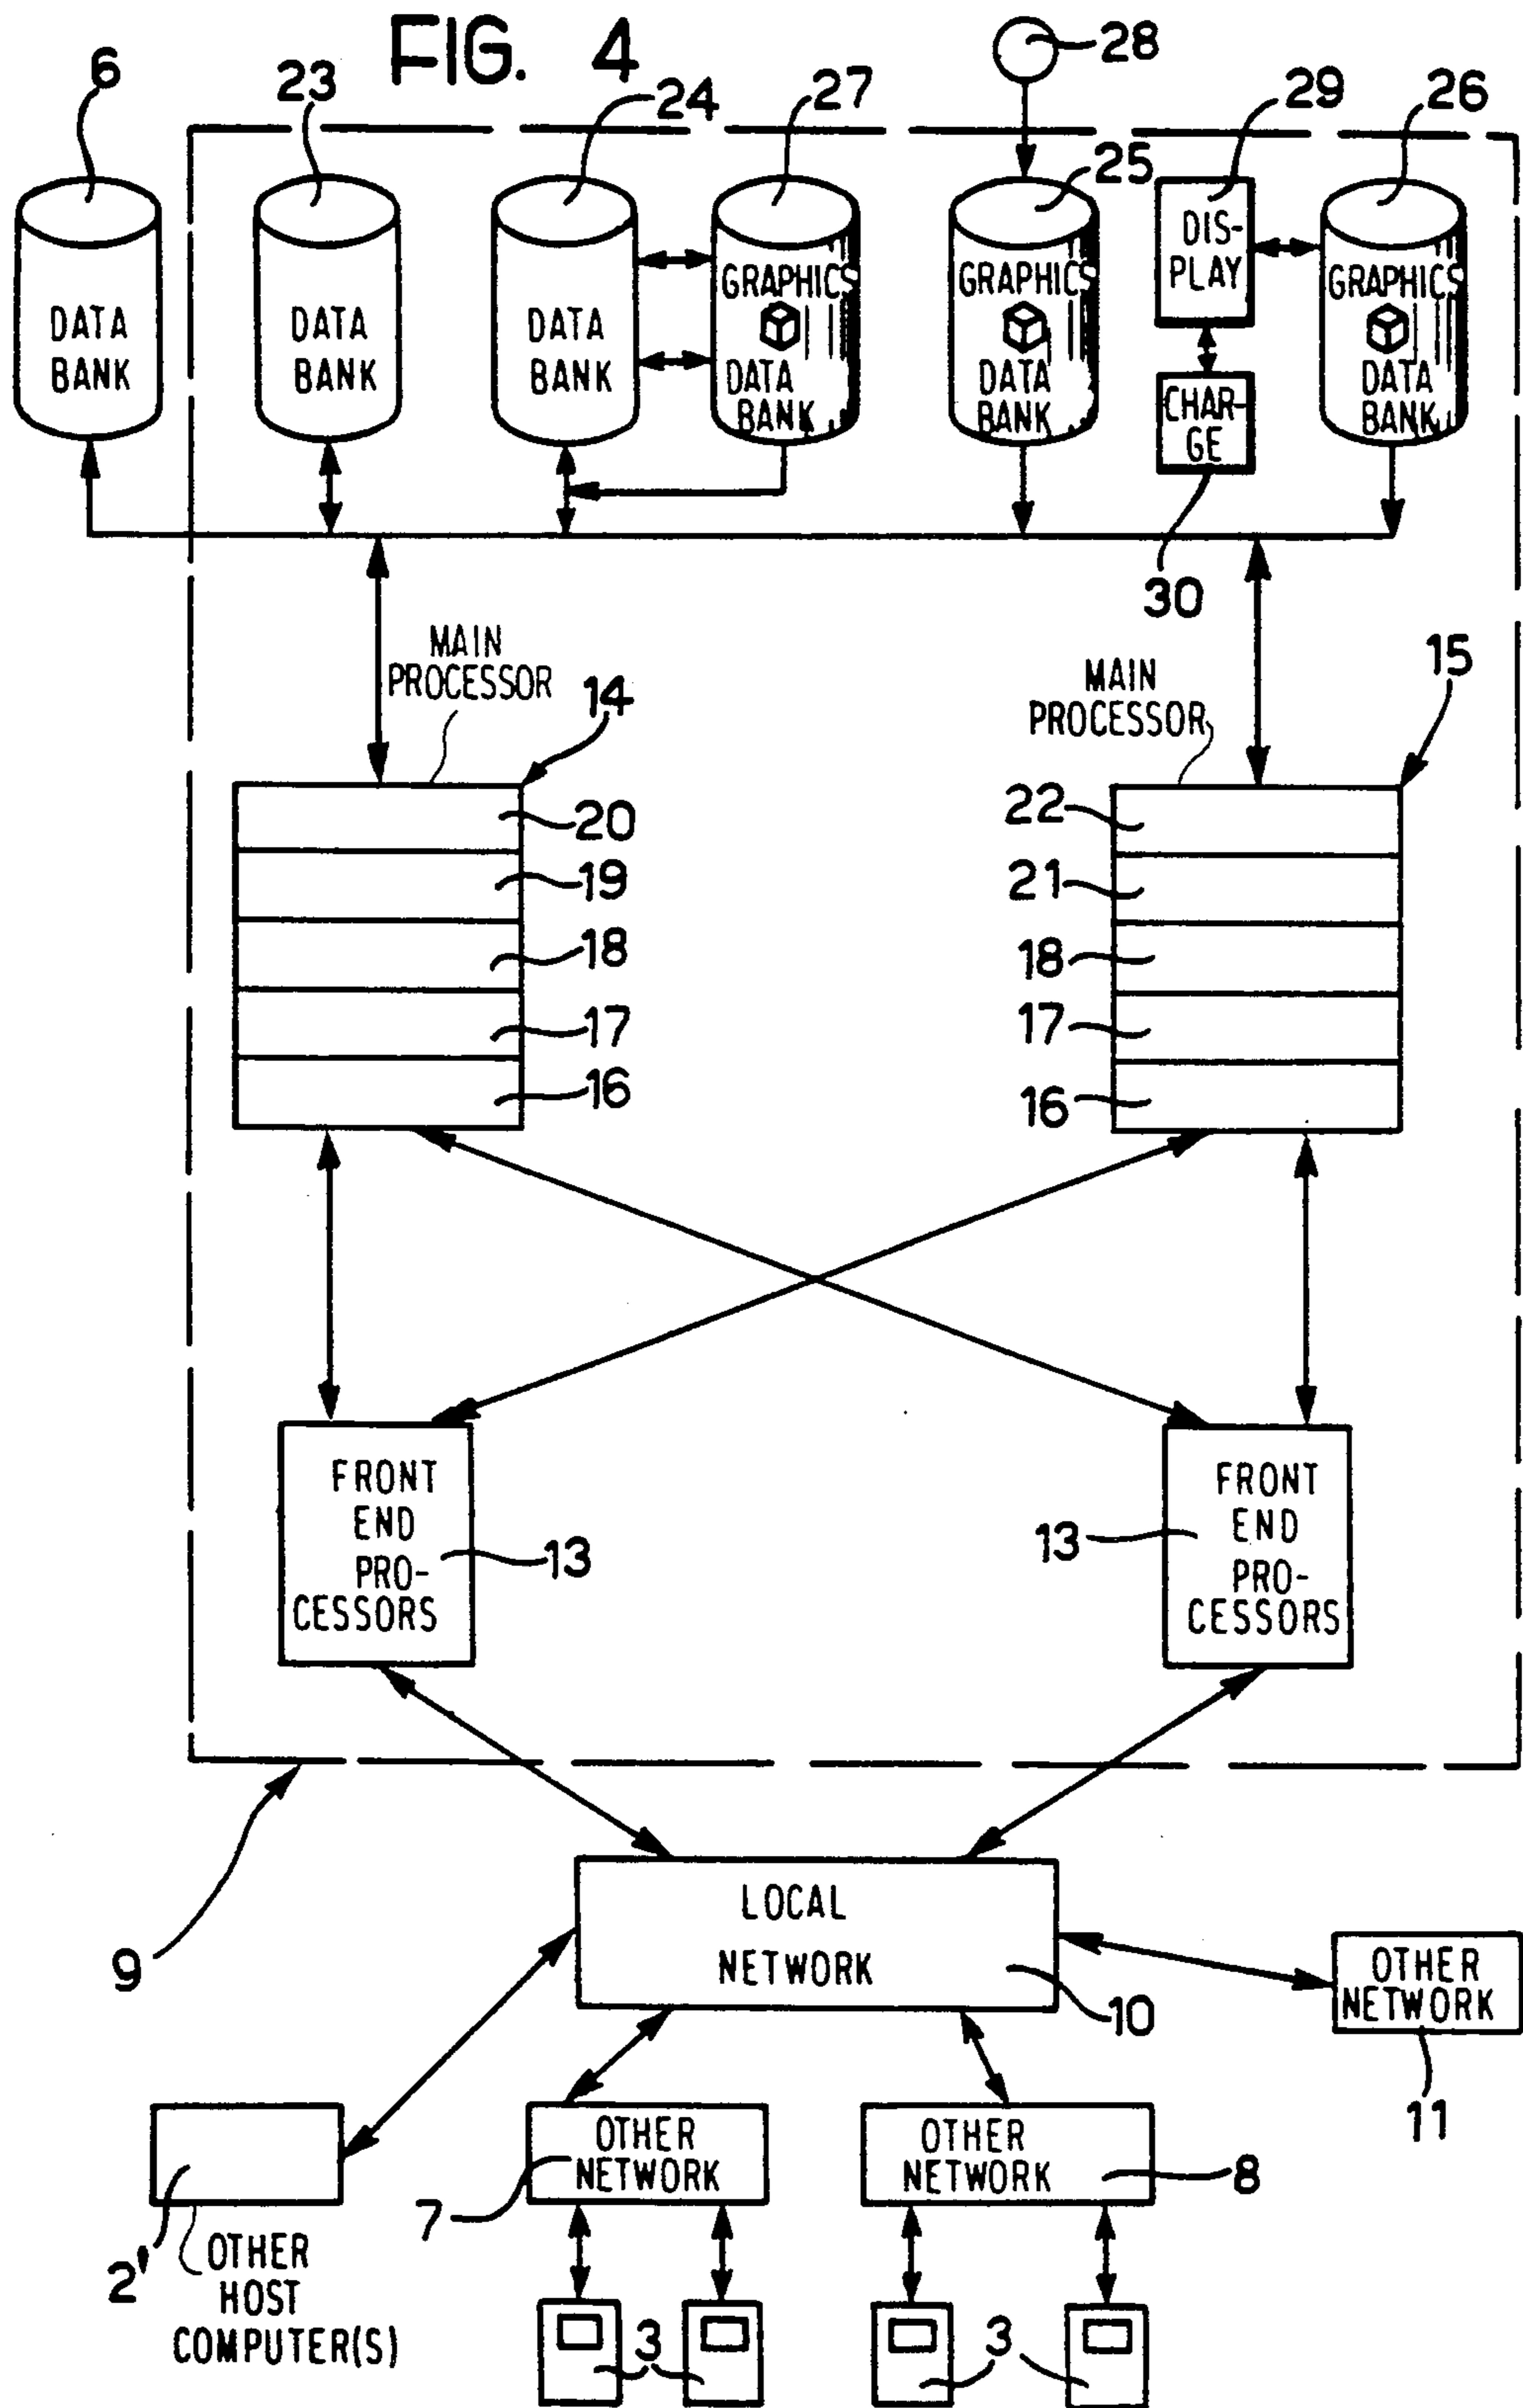 FIG. 4
6
23
24
27
28
25
29
26
DATA
BANK
DATA
BANK
DATA
BANK
GRAPHICS
DATA
BANK
GRAPHICS
DATA
BANK
DIS-
PLAY
CHAR-
GE
GRAPHICS
DATA
BANK
30
MAIN
PROCESSOR
14
MAIN
PROCESSOR
15
20
19
18
17
16
22
21
18
17
16
FRONT
END
PRO-
CESSORS
13
FRONT
END
PRO-
CESSORS
13
9
LOCAL
NETWORK
10
OTHER
NETWORK
11
2'
OTHER
HOST
COMPUTER(S)
OTHER
NETWORK
7
OTHER
NETWORK
8
3
3